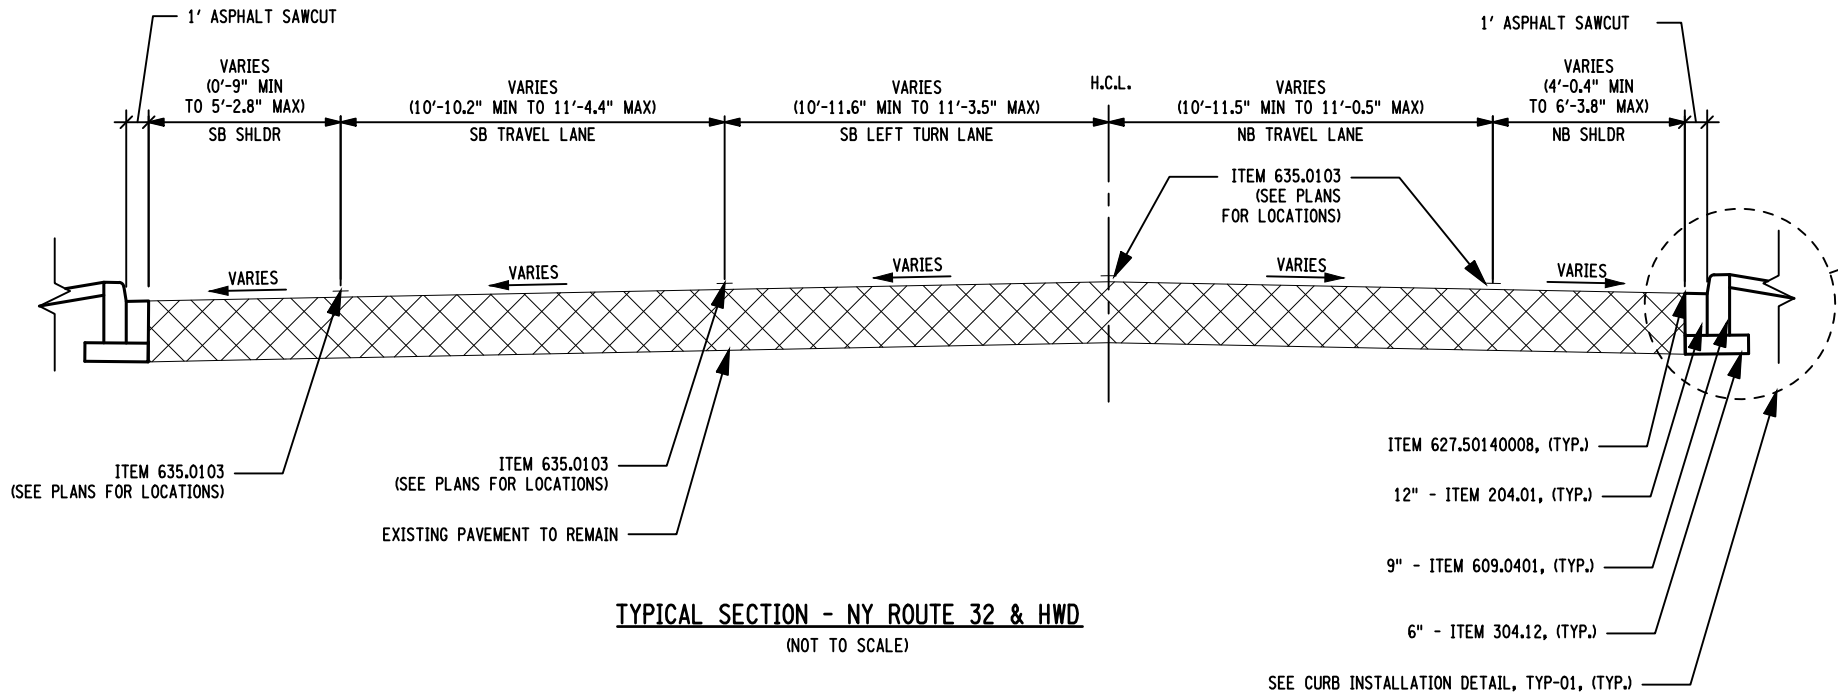 1' ASPHALT SAWCUT
1' ASPHALT SAWCUT
VARIES
(0'-9" MIN
TO 5'-2.8" MAX)
SB SHLDR
VARIES
(10'-10.2" MIN TO 11'-4.4" MAX)
SB TRAVEL LANE
VARIES
(10'-11.6" MIN TO 11'-3.5" MAX)
SB LEFT TURN LANE
H.C.L.
VARIES
(10'-11.5" MIN TO 11'-0.5" MAX)
NB TRAVEL LANE
VARIES
(4'-0.4" MIN
TO 6'-3.8" MAX)
NB SHLDR
ITEM 635.0103
(SEE PLANS
FOR LOCATIONS)
VARIES
VARIES
VARIES
VARIES
VARIES
ITEM 635.0103
(SEE PLANS FOR LOCATIONS)
ITEM 635.0103
(SEE PLANS FOR LOCATIONS)
EXISTING PAVEMENT TO REMAIN
ITEM 627.50140008, (TYP.)
12" - ITEM 204.01, (TYP.)
9" - ITEM 609.0401, (TYP.)
6" - ITEM 304.12, (TYP.)
SEE CURB INSTALLATION DETAIL, TYP-01, (TYP.)
TYPICAL SECTION - NY ROUTE 32 & HWD
(NOT TO SCALE)